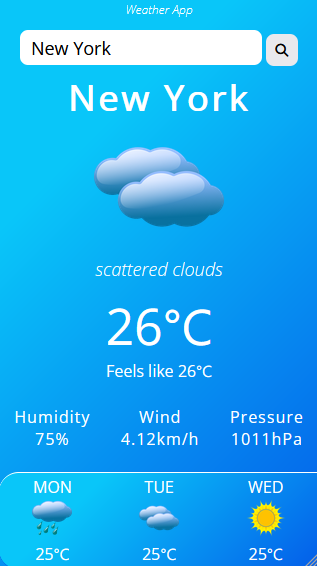 Weather App
New York
New York
scattered clouds
26°C
Feels like 26°C
Humidity Wind Pressure
75% 4.12km/h 1011hPa
MON TUE WED
25°C 25°C 25°C